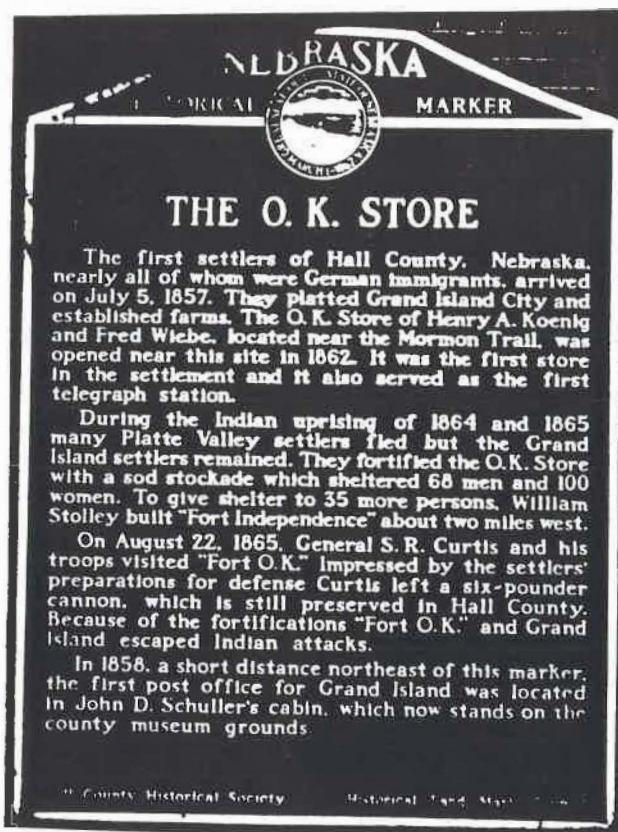 NEBRASKA
MARKER
THE O. K. STORE
The first settlers of Hall County, Nebraska,
nearly all of whom were German immigrants, arrived
on July 5, 1857. They platted Grand Island City and
established farms. The O. K. Store of Henry A. Koenig
and Fred Wiebe, located near the Mormon Trail, was
opened near this site in 1862. It was the first store
in the settlement and it also served as the first
telegraph station.
During the Indian uprising of 1864 and 1865
many Platte Valley settlers fled but the Grand
Island settlers remained. They fortified the O. K. Store
with a sod stockade which sheltered 68 men and 100
women. To give shelter to 35 more persons, William
Stolley built "Fort Independence" about two miles west.
On August 22, 1865, General S. R. Curtis and his
troops visited "Fort O. K." Impressed by the settlers'
preparations for defense Curtis left a six-pounder
cannon, which is still preserved in Hall County.
Because of the fortifications "Fort O. K." and Grand
Island escaped Indian attacks.
In 1858, a short distance northeast of this marker,
the first post office for Grand Island was located
in John D. Schuller's cabin, which now stands on the
county museum grounds
County Historical Society
Historical Land